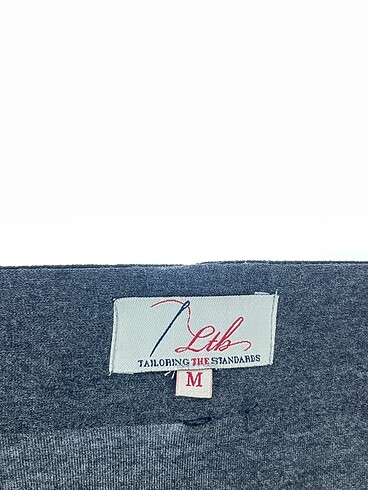 Ltb
TAILORING THE STANDARDS
M